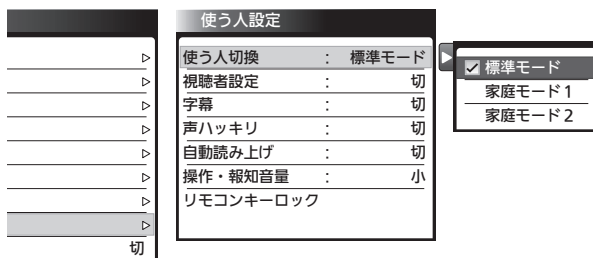 使う人設定
使う人切換 : 標準モード
視聴者設定 : 切
字幕 : 切
声ハッキリ : 切
自動読み上げ : 切
操作・報知音量 : 小
リモコンキーロック
標準モード
家庭モード1
家庭モード2
切